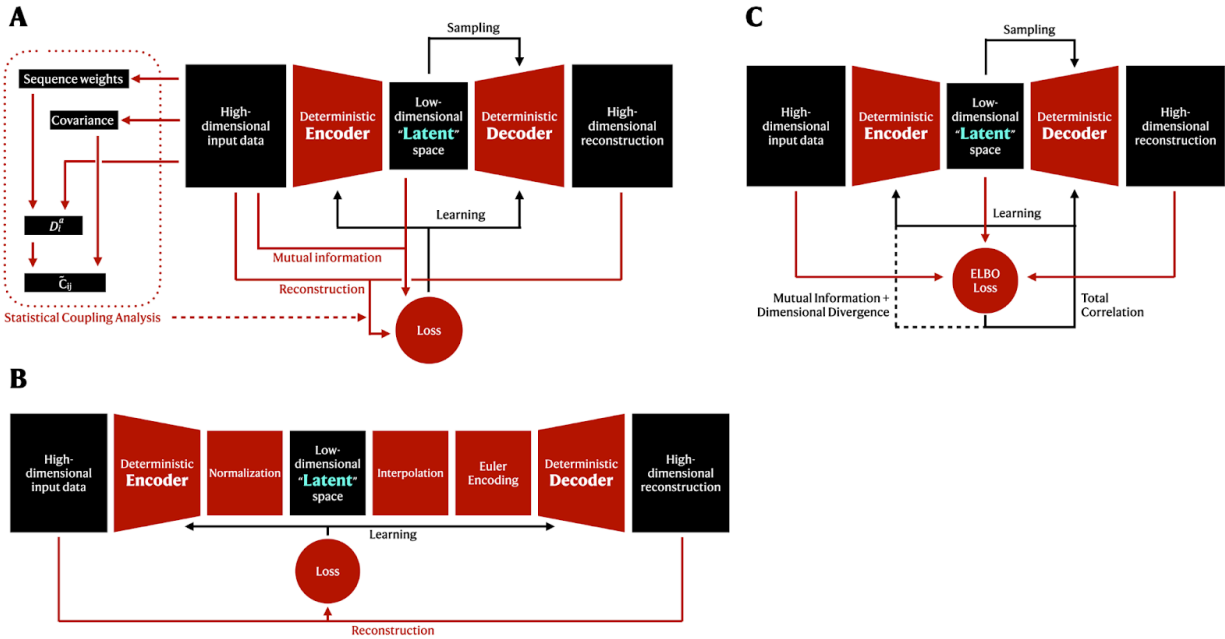 A
Sampling
Sequence weights
Covariance
D_i^a
C̃_ij
Statistical Coupling Analysis
High-
dimensional
input data
Deterministic
Encoder
Low-
dimensional
"Latent"
space
Deterministic
Decoder
High-
dimensional
reconstruction
Learning
Mutual information
Reconstruction
Loss
C
Sampling
High-
dimensional
input data
Deterministic
Encoder
Low-
dimensional
"Latent"
space
Deterministic
Decoder
High-
dimensional
reconstruction
Learning
ELBO
Loss
Mutual Information +
Dimensional Divergence
Total
Correlation
B
High-
dimensional
input data
Deterministic
Encoder
Normalization
Low-
dimensional
"Latent"
space
Interpolation
Euler
Encoding
Deterministic
Decoder
High-
dimensional
reconstruction
Learning
Loss
Reconstruction